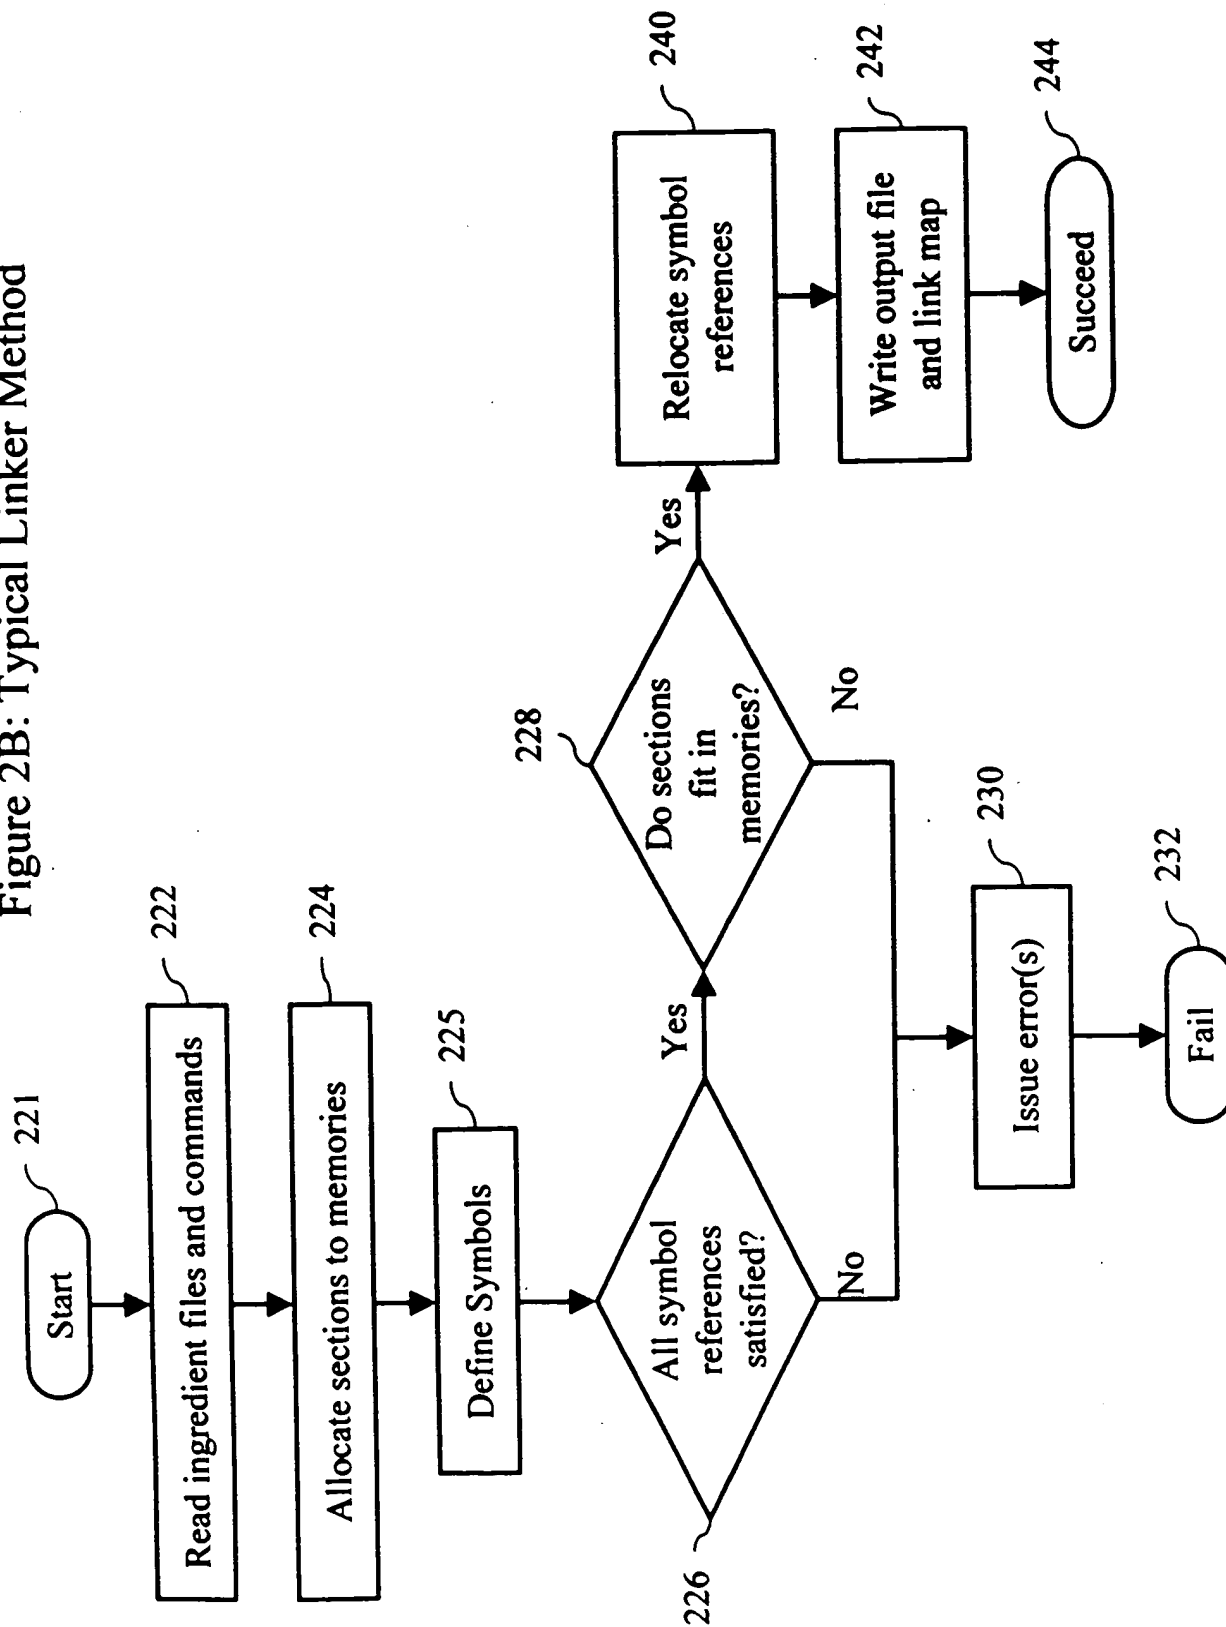 Figure 2B: Typical Linker Method
Start
221
Read ingredient files and commands
222
Allocate sections to memories
224
Define Symbols
225
All symbol
references
satisfied?
226
Yes
No
Do sections
fit in
memories?
228
Yes
No
Issue error(s)
230
Fail
232
Relocate symbol
references
240
Write output file
and link map
242
Succeed
244